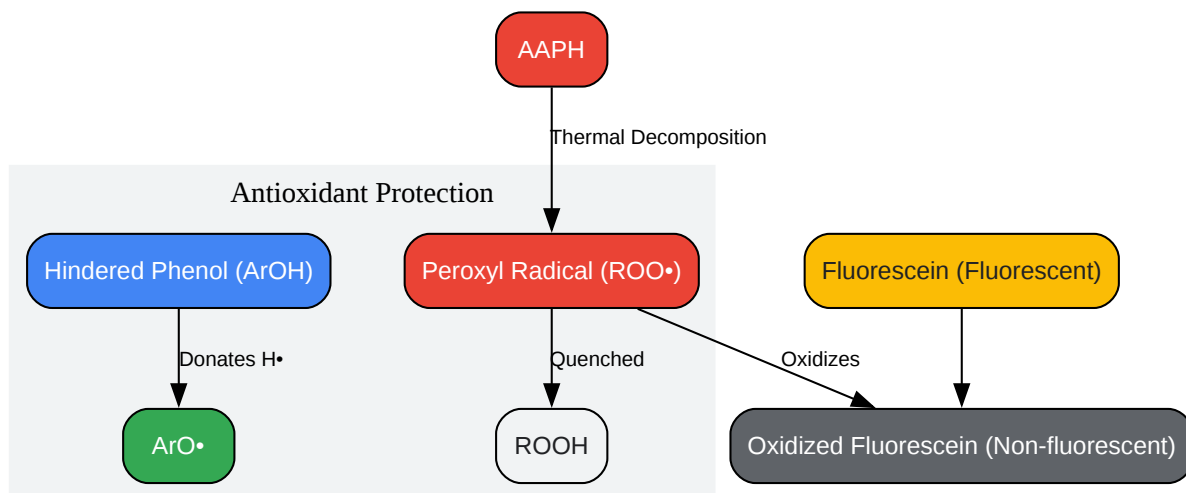 AAPH
Thermal Decomposition
Antioxidant Protection
Hindered Phenol (ArOH)
Peroxyl Radical (ROO•)
Fluorescein (Fluorescent)
Donates H•
Quenched
Oxidizes
ArO•
ROOH
Oxidized Fluorescein (Non-fluorescent)